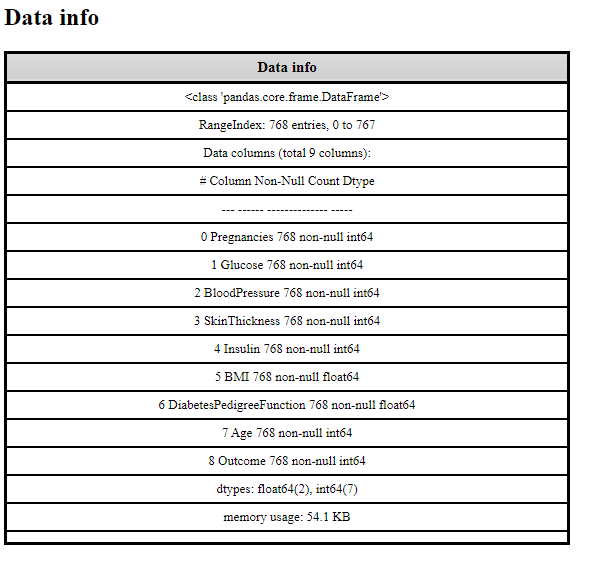 Data info
Data info
<class 'pandas.core.frame.DataFrame'>
RangeIndex: 768 entries, 0 to 767
Data columns (total 9 columns):
# Column Non-Null Count Dtype
--- ------ -------------- -----
0 Pregnancies 768 non-null int64
1 Glucose 768 non-null int64
2 BloodPressure 768 non-null int64
3 SkinThickness 768 non-null int64
4 Insulin 768 non-null int64
5 BMI 768 non-null float64
6 DiabetesPedigreeFunction 768 non-null float64
7 Age 768 non-null int64
8 Outcome 768 non-null int64
dtypes: float64(2), int64(7)
memory usage: 54.1 KB